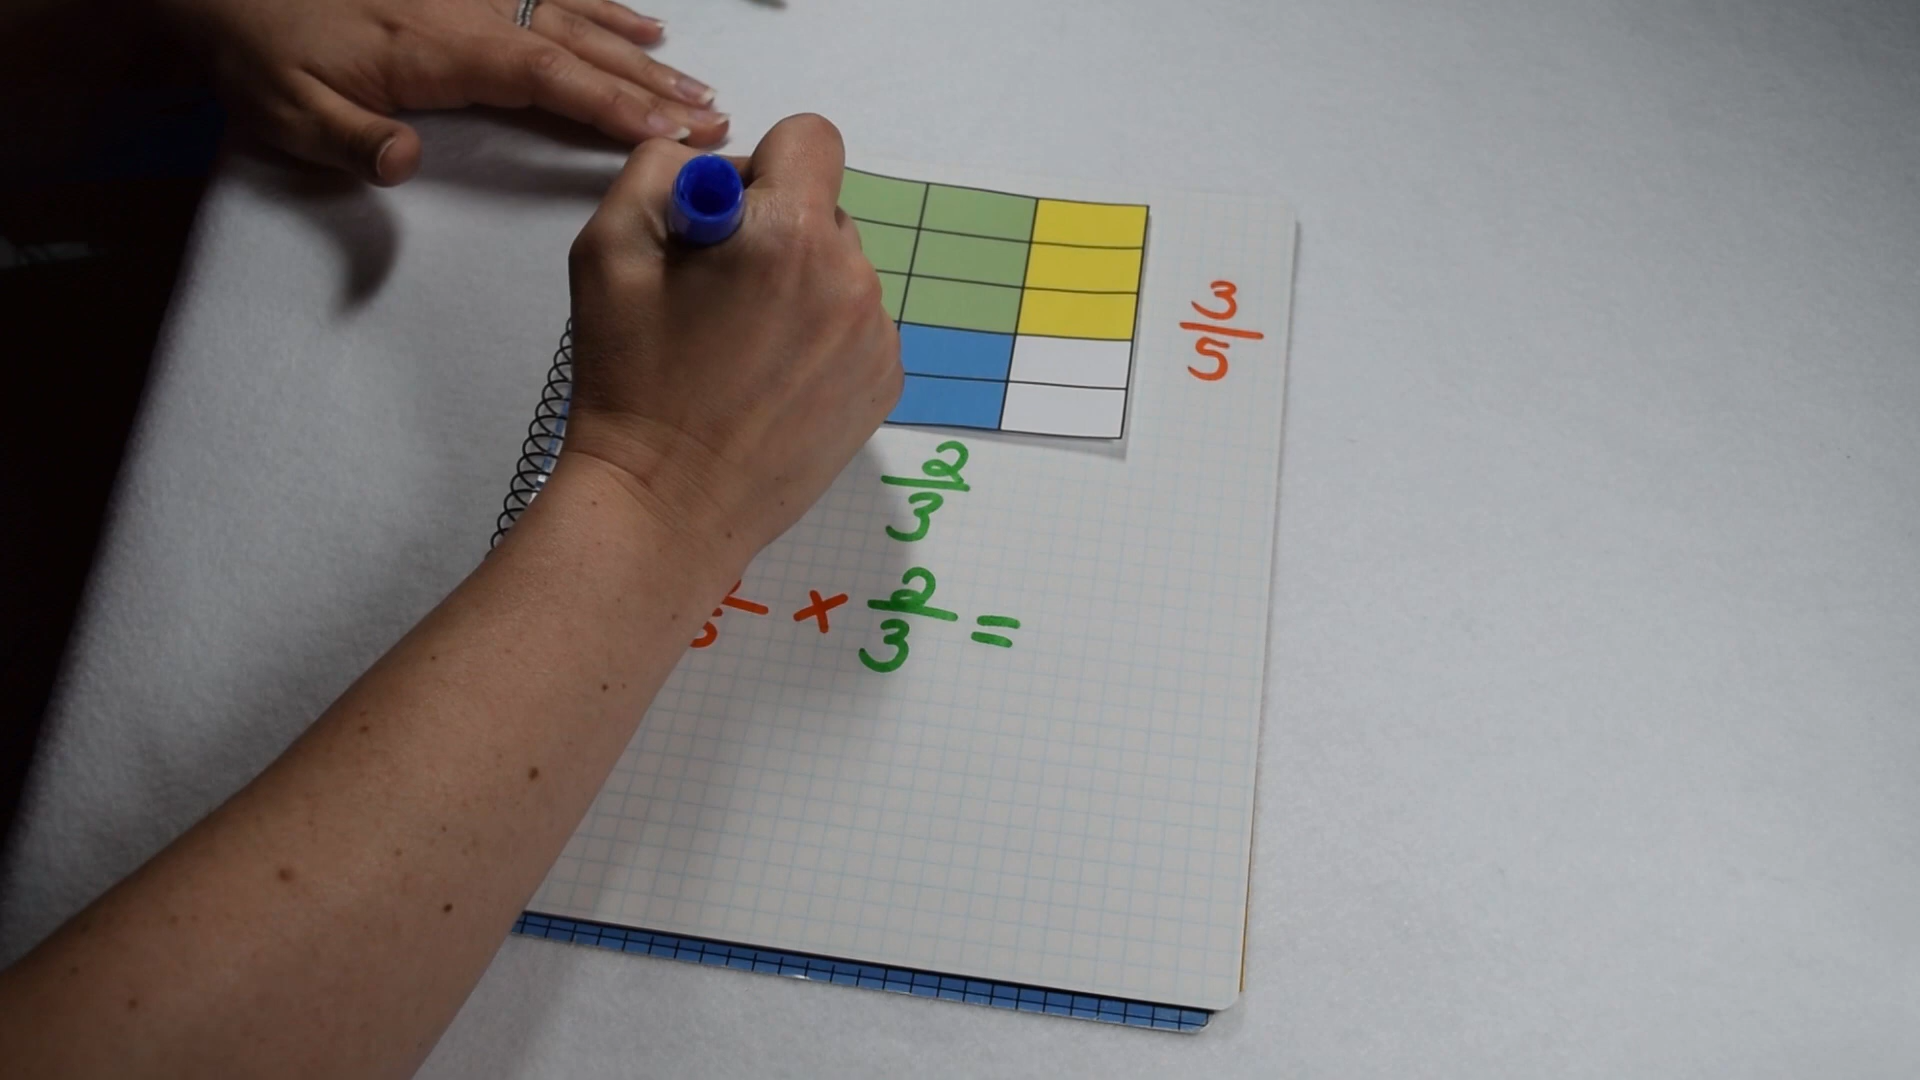 3/5
2/3
× 2/3 =